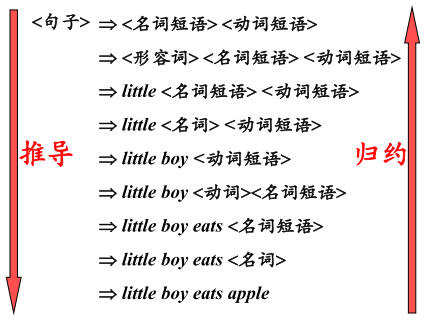 <句子> ⇒ <名词短语> <动词短语>
⇒ <形容词> <名词短语> <动词短语>
⇒ little <名词短语> <动词短语>
⇒ little <名词> <动词短语>
推导
⇒ little boy <动词短语>
归约
⇒ little boy <动词><名词短语>
⇒ little boy eats <名词短语>
⇒ little boy eats <名词>
⇒ little boy eats apple